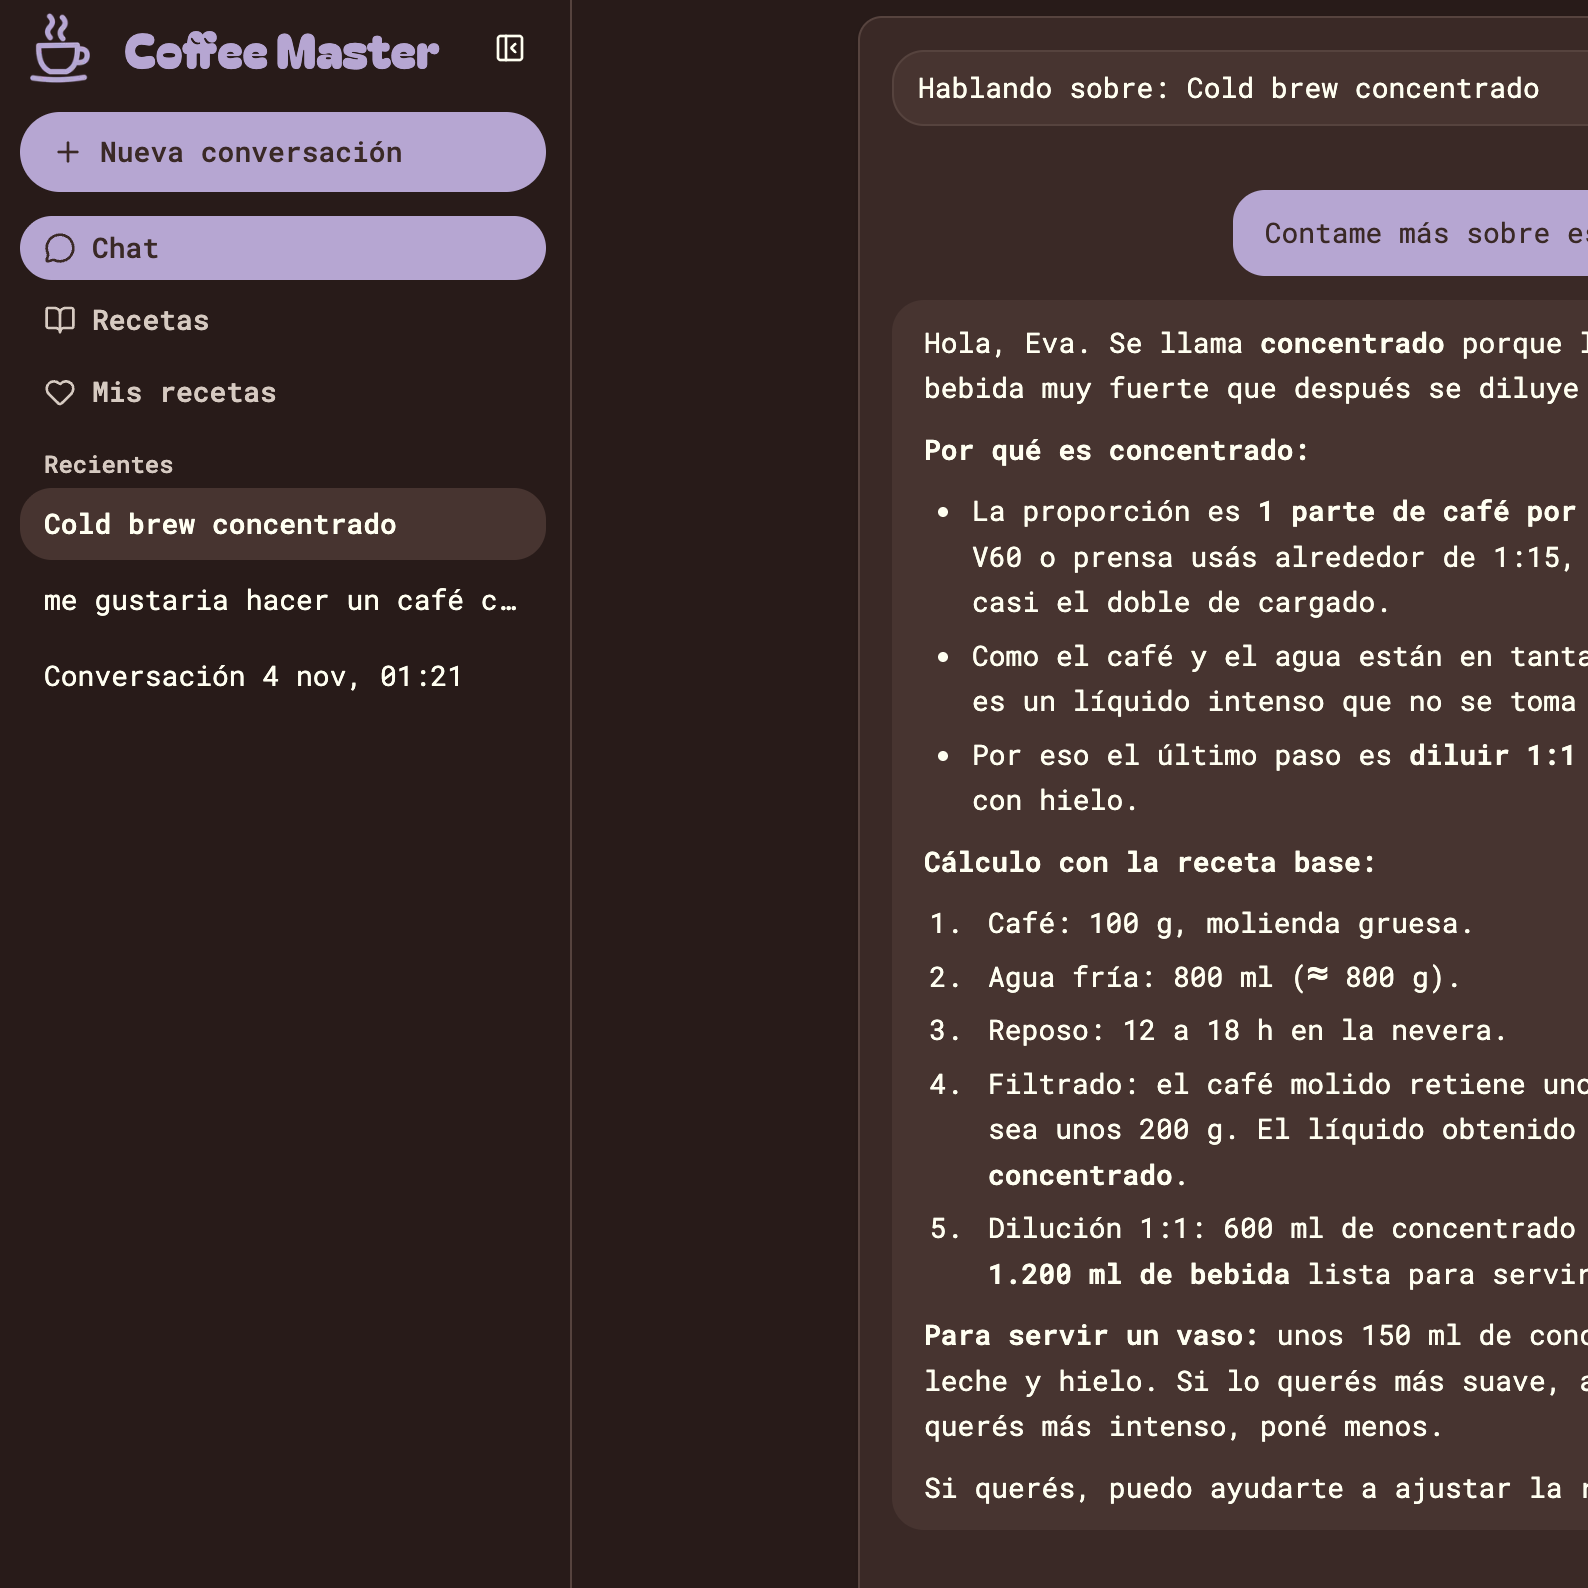 Coffee Master
Nueva conversación
Chat
Recetas
Mis recetas
Recientes
Cold brew concentrado
me gustaria hacer un café c…
Conversación 4 nov, 01:21
Hablando sobre: Cold brew concentrado
Contame más sobre
Hola, Eva. Se llama concentrado porque
bebida muy fuerte que después se diluye
Por qué es concentrado:
• La proporción es 1 parte de café por
V60 o prensa usás alrededor de 1:15,
casi el doble de cargado.
• Como el café y el agua están en
es un líquido intenso que no se toma
• Por eso el último paso es diluir 1:1
con hielo.
Cálculo con la receta base:
1. Café: 100 g, molienda gruesa.
2. Agua fría: 800 ml (≈ 800 g).
3. Reposo: 12 a 18 h en la nevera.
4. Filtrado: el café molido retiene
sea unos 200 g. El líquido obtenido
concentrado.
5. Dilución 1:1: 600 ml de concentrado
1.200 ml de bebida lista para servir
Para servir un vaso: unos 150 ml de
leche y hielo. Si lo querés más suave,
querés más intenso, poné menos.
Si querés, puedo ayudarte a ajustar la